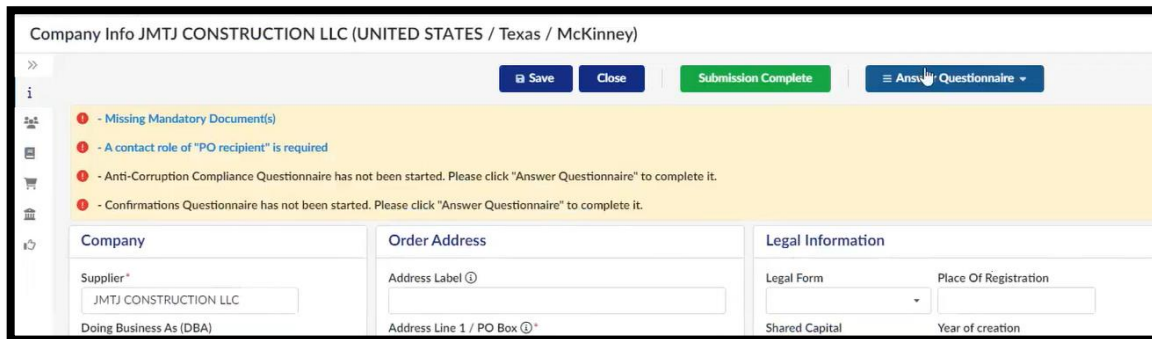 Company Info JMTJ CONSTRUCTION LLC (UNITED STATES / Texas / McKinney)
Save Close Submission Complete Answer Questionnaire
- Missing Mandatory Document(s)
- A contact role of "PO recipient" is required
- Anti-Corruption Compliance Questionnaire has not been started. Please click "Answer Questionnaire" to complete it.
- Confirmations Questionnaire has not been started. Please click "Answer Questionnaire" to complete it.
Company Order Address Legal Information
Supplier* Address Label Legal Form Place Of Registration
JMTJ CONSTRUCTION LLC
Doing Business As (DBA) Address Line 1 / PO Box * Shared Capital Year of creation